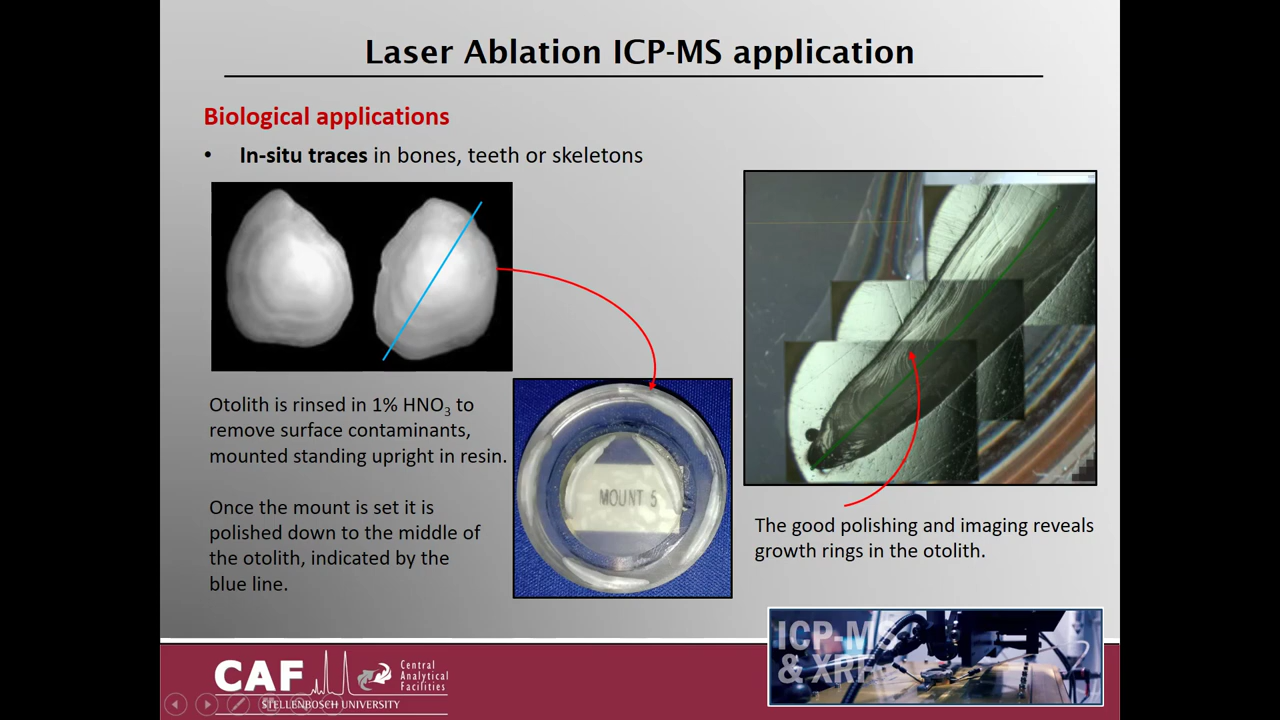 Laser Ablation ICP-MS application
Biological applications
• In-situ traces in bones, teeth or skeletons
Otolith is rinsed in 1% HNO₃ to
remove surface contaminants,
mounted standing upright in resin.
Once the mount is set it is
polished down to the middle of
the otolith, indicated by the
blue line.
MOUNT 5
The good polishing and imaging reveals
growth rings in the otolith.
ICP-MS
& XRF
CAF
Central
Analytical
Facilities
STELLENBOSCH UNIVERSITY